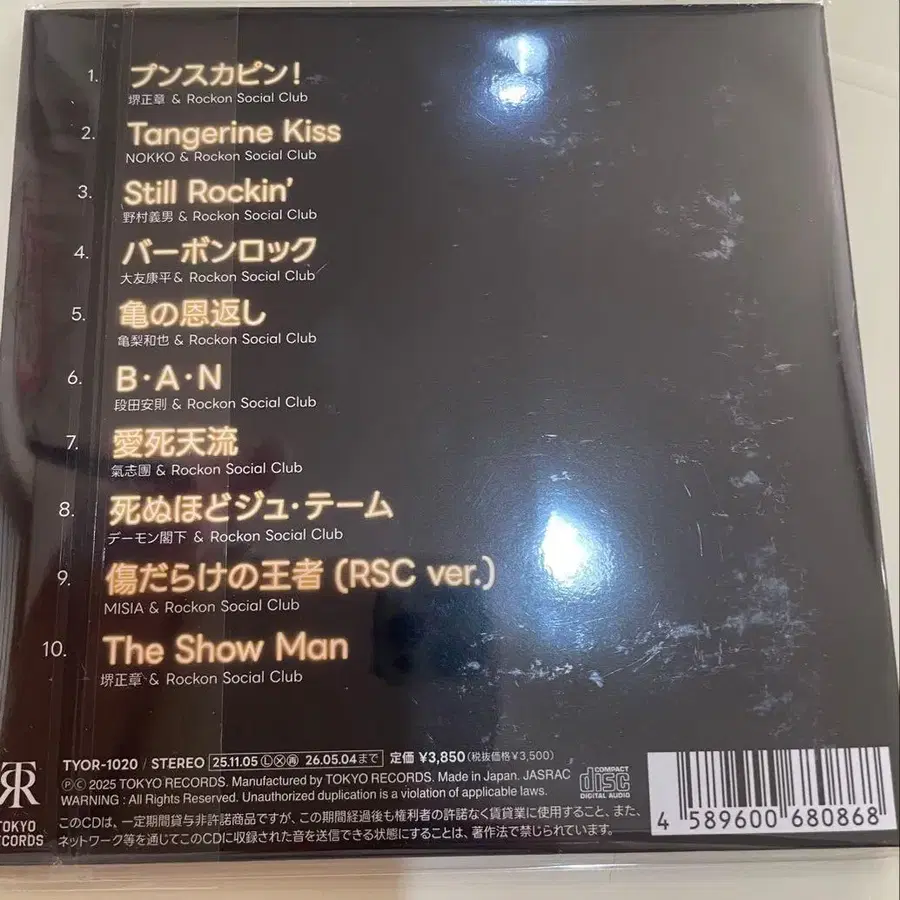 1. プンスカピン!
堺正章 & Rockon Social Club
2. Tangerine Kiss
NOKKO & Rockon Social Club
3. Still Rockin'
野村義男 & Rockon Social Club
4. バーボンロック
大友康平 & Rockon Social Club
5. 亀の恩返し
亀梨和也 & Rockon Social Club
6. B・A・N
段田安則 & Rockon Social Club
7. 愛死天流
氣志團 & Rockon Social Club
8. 死ぬほどジュ・テーム
デーモン閣下 & Rockon Social Club
9. 傷だらけの王者 (RSC ver.)
MISIA & Rockon Social Club
10. The Show Man
堺正章 & Rockon Social Club
TYOR-1020 / STEREO 25.11.05 Ⓛ Ⓧ ㊃ 26.05.04まで 定価 ¥3,850(税抜価格¥3,500)
Ⓟ© 2025 TOKYO RECORDS. Manufactured by TOKYO RECORDS. Made in Japan. JASRAC
WARNING : All Rights Reserved. Unauthorized duplication is a violation of applicable laws.
このCDは、一定期間貸与非許諾商品ですが、この期間経過後も権利者の許諾なく賃貸業に使用すること、また、
ネットワーク等を通じてこのCDに収録された音を送信できる状態にすることは、著作法で禁じられています。
TOKYO
RECORDS
COMPACT
disc
DIGITAL AUDIO
4 589600 680868